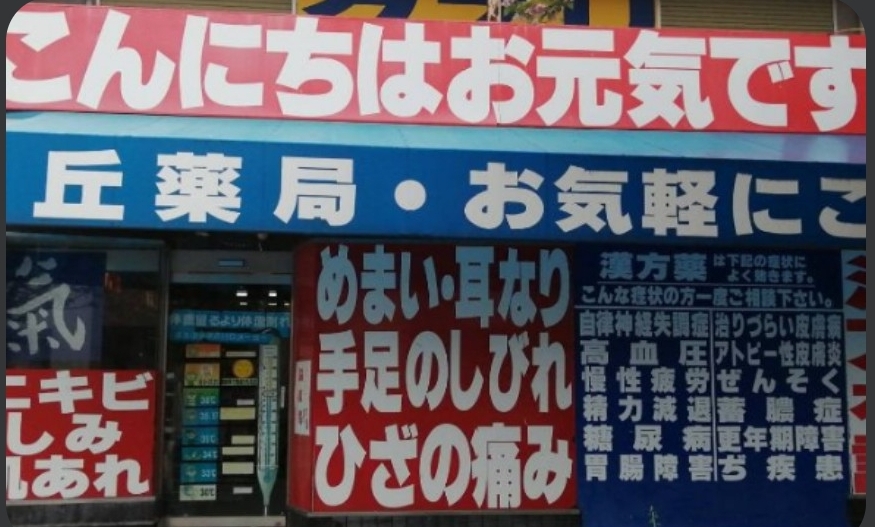 こんにちはお元気です
丘薬局・お気軽にご
氣
ニキビ
しみ
肌あれ
めまい・耳なり
手足のしびれ
ひざの痛み
漢方薬は下記の症状に
よく効きます。
こんな症状の方一度ご相談下さい。
自律神経失調症 治りづらい皮膚病
高血圧 アトピー性皮膚炎
慢性疲労 ぜんそく
精力減退 蓄膿症
糖尿病 更年期障害
胃腸障害 ぢ疾患